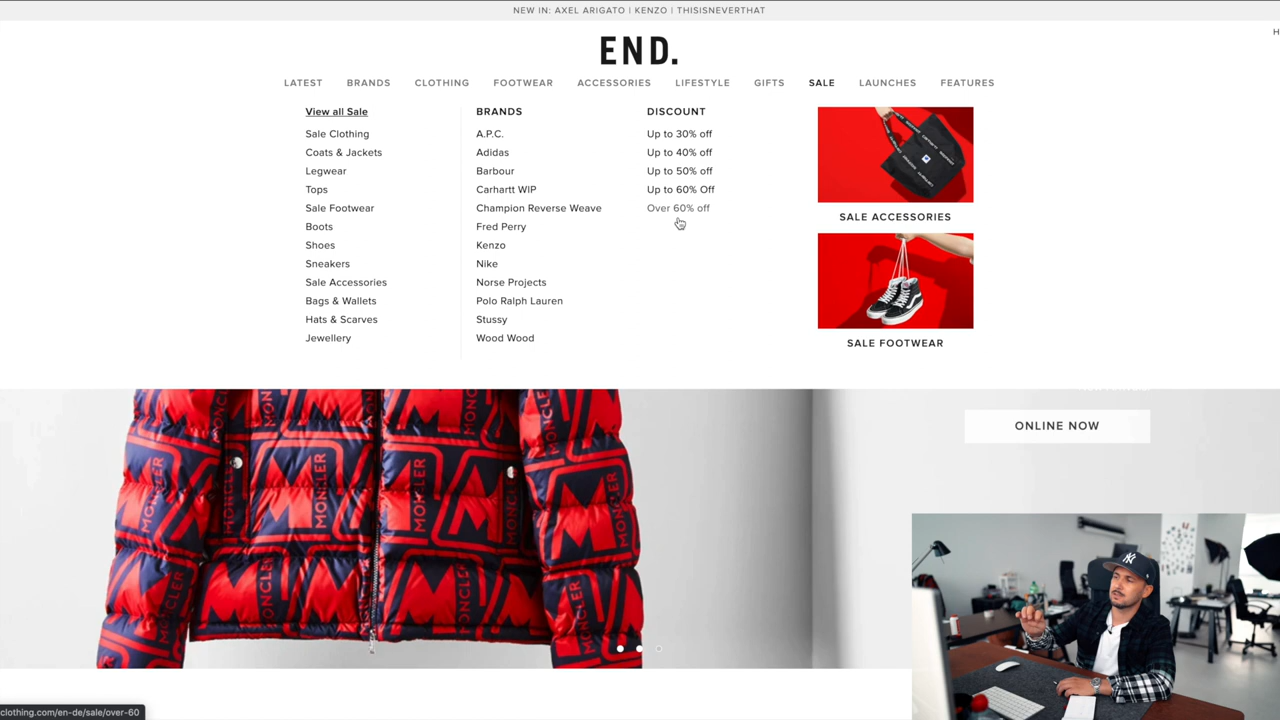 NEW IN: AXEL ARIGATO | KENZO | THISISNEVERTHAT
H
END.
LATEST BRANDS CLOTHING FOOTWEAR ACCESSORIES LIFESTYLE GIFTS SALE LAUNCHES FEATURES
View all Sale
Sale Clothing
Coats & Jackets
Legwear
Tops
Sale Footwear
Boots
Shoes
Sneakers
Sale Accessories
Bags & Wallets
Hats & Scarves
Jewellery
BRANDS
A.P.C.
Adidas
Barbour
Carhartt WIP
Champion Reverse Weave
Fred Perry
Kenzo
Nike
Norse Projects
Polo Ralph Lauren
Stussy
Wood Wood
DISCOUNT
Up to 30% off
Up to 40% off
Up to 50% off
Up to 60% Off
Over 60% off
SALE ACCESSORIES
SALE FOOTWEAR
ONLINE NOW
MONCLER
MONCLER
MONCLER
MONCLER
MONCLER
clothing.com/en-de/sale/over-60